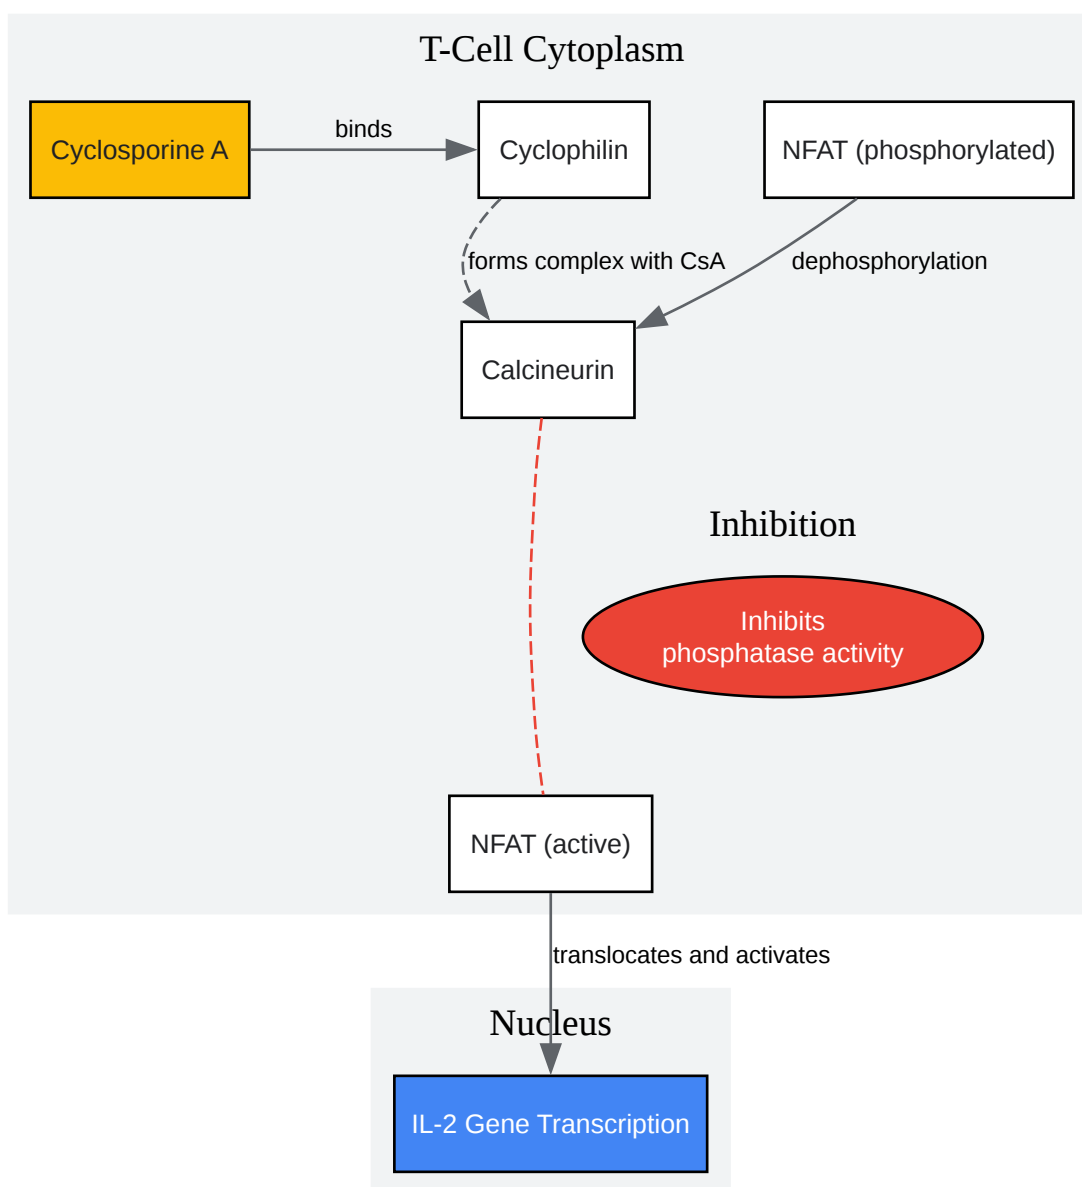 T-Cell Cytoplasm
Cyclosporine A
binds
Cyclophilin
NFAT (phosphorylated)
forms complex with CsA
dephosphorylation
Calcineurin
Inhibition
Inhibits
phosphatase activity
NFAT (active)
translocates and activates
Nucleus
IL-2 Gene Transcription